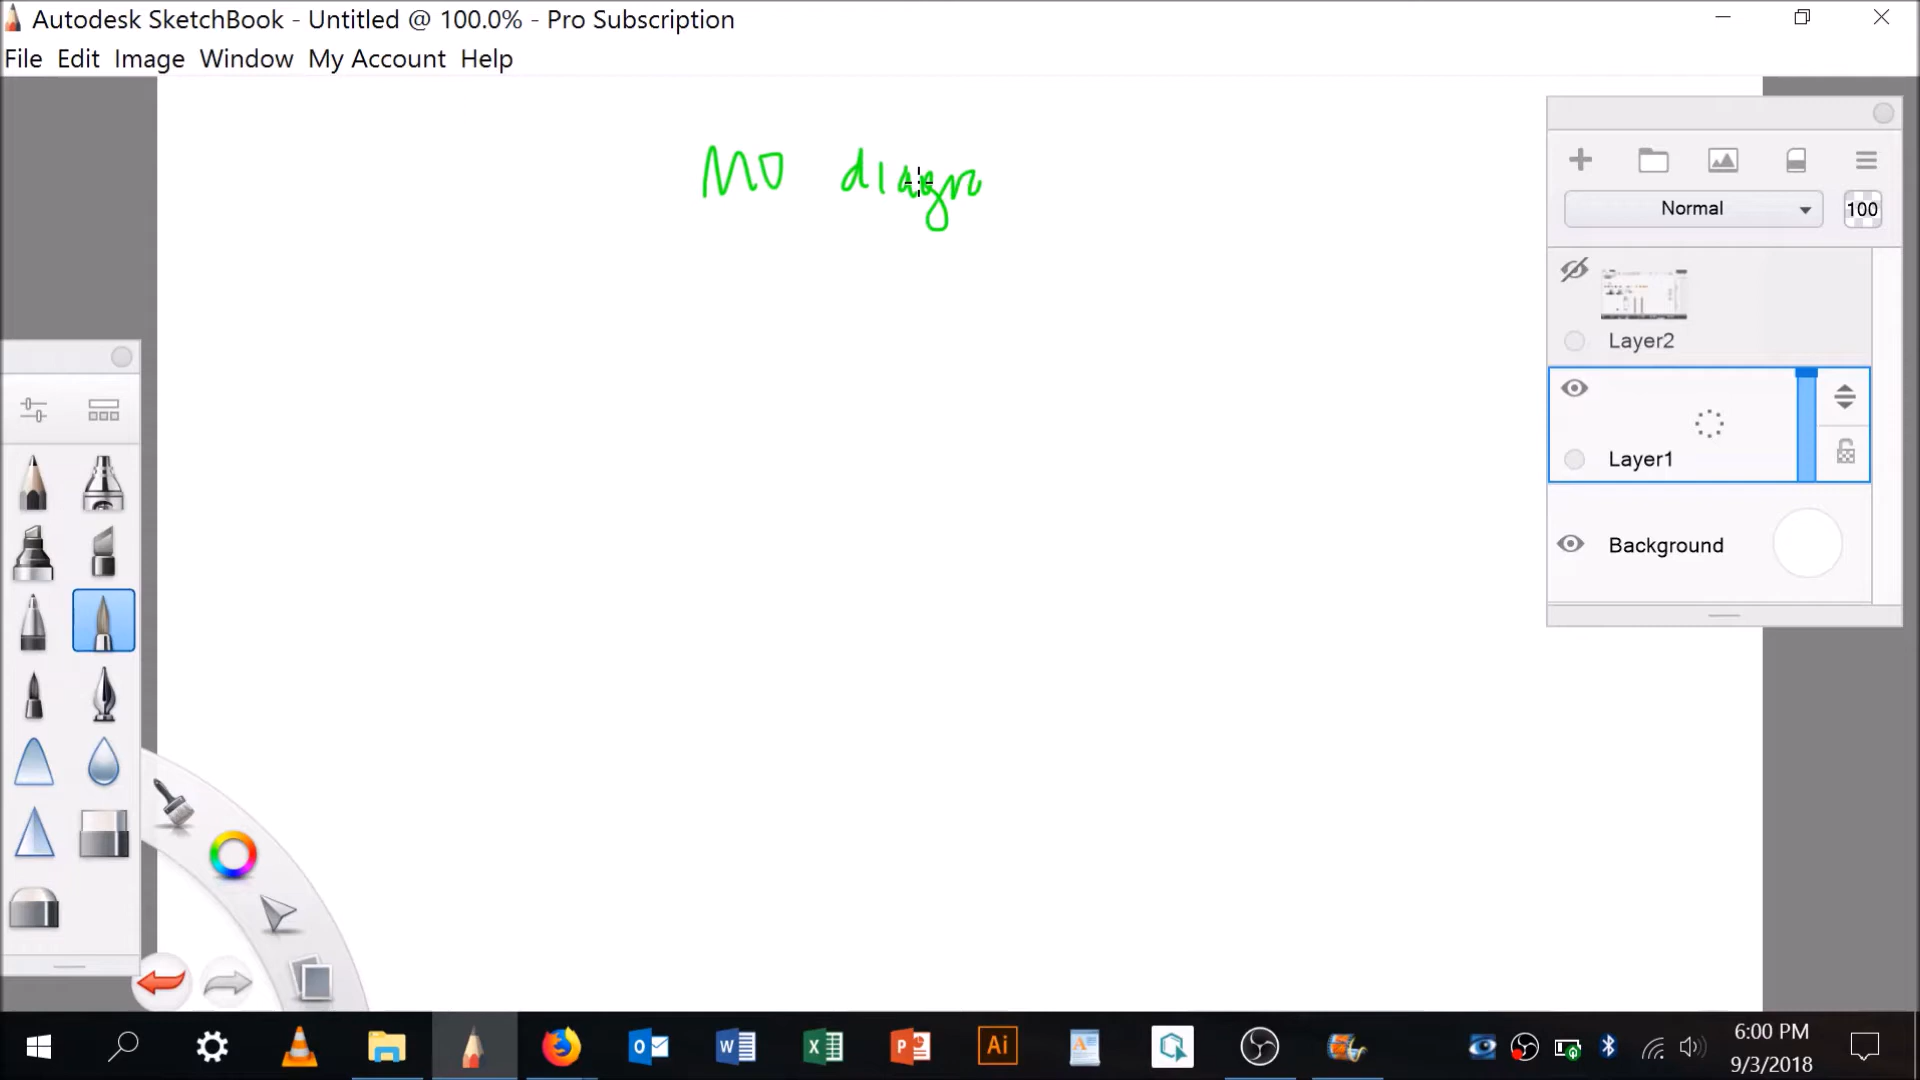 Autodesk SketchBook - Untitled @ 100.0% - Pro Subscription
File Edit Image Window My Account Help
MO diagra
Normal
100
Layer2
Layer1
Background
6:00 PM
9/3/2018